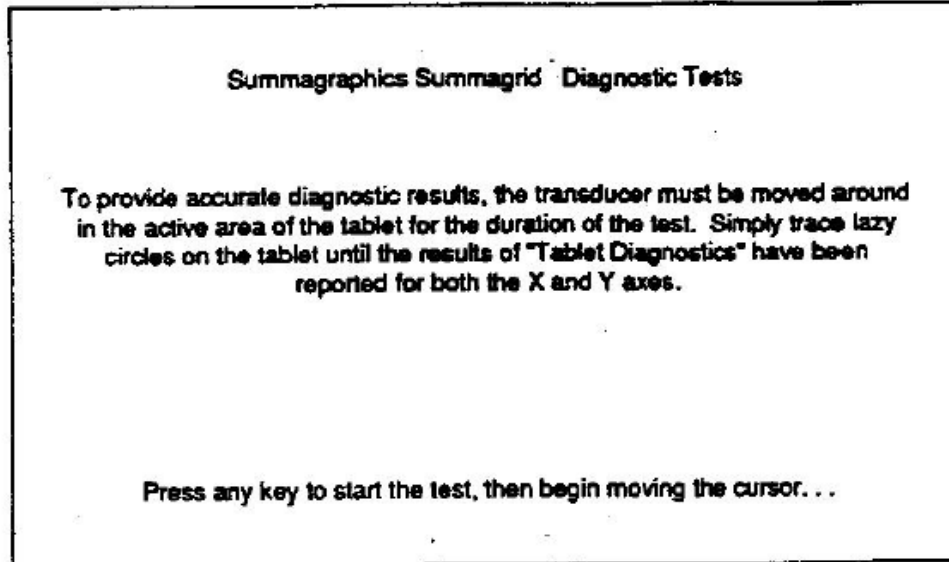 Summagraphics Summagrid Diagnostic Tests
To provide accurate diagnostic results, the transducer must be moved around
in the active area of the tablet for the duration of the test. Simply trace lazy
circles on the tablet until the results of "Tablet Diagnostics" have been
reported for both the X and Y axes.
Press any key to start the test, then begin moving the cursor. . .